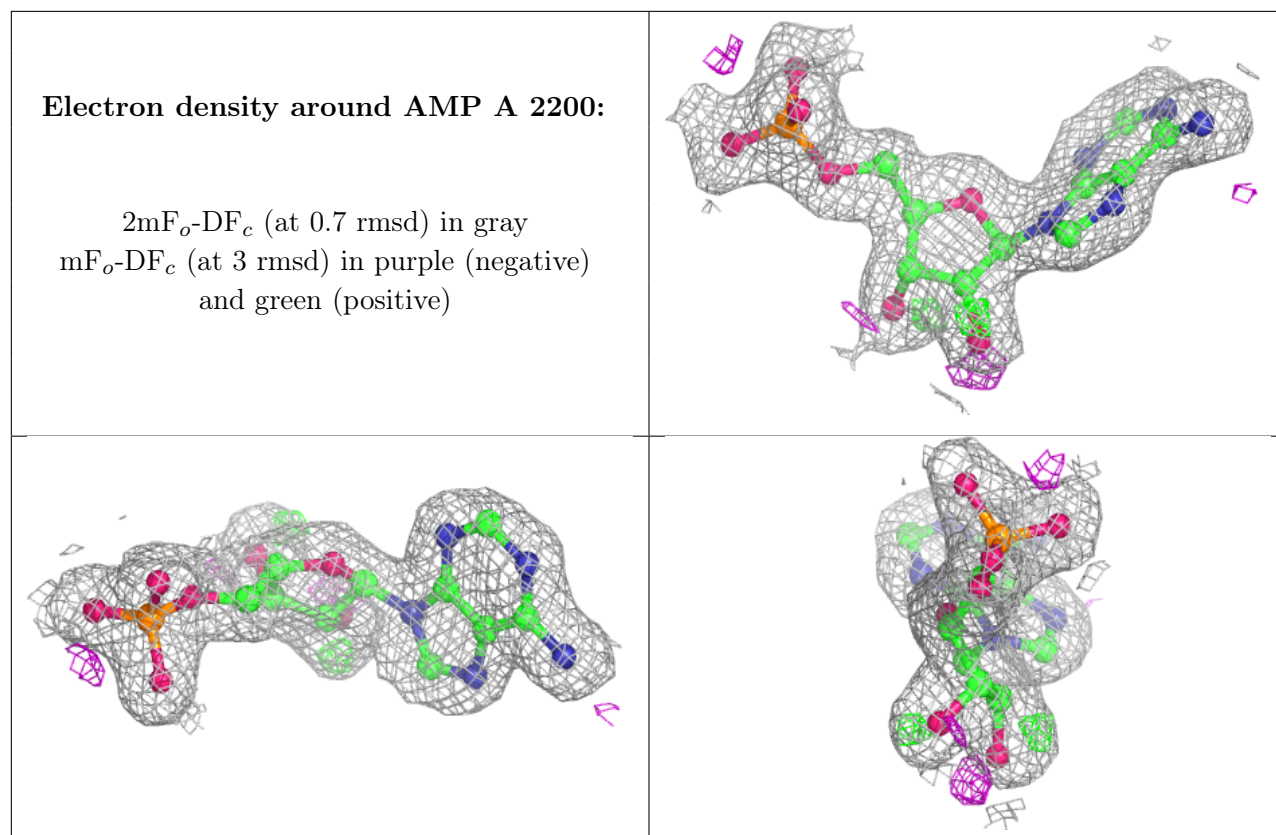 Electron density around AMP A 2200:
2mFo-DFc (at 0.7 rmsd) in gray
mFo-DFc (at 3 rmsd) in purple (negative)
and green (positive)